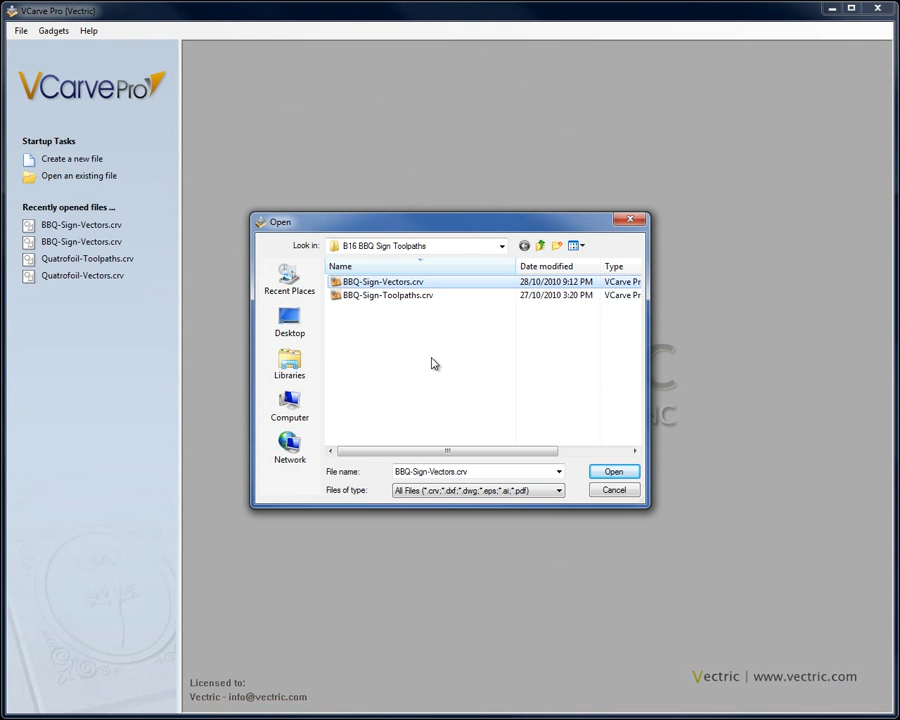 VCarve Pro {Vectric}
File Gadgets Help
VCarve Pro
Startup Tasks
Create a new file
Open an existing file
Recently opened files ...
BBQ-Sign-Vectors.crv
BBQ-Sign-Vectors.crv
Quatrofoil-Toolpaths.crv
Quatrofoil-Vectors.crv
Open
Look in: B16 BBQ Sign Toolpaths
Name Date modified Type
BBQ-Sign-Vectors.crv 28/10/2010 9:12 PM VCarve Pr
BBQ-Sign-Toolpaths.crv 27/10/2010 3:20 PM VCarve Pr
Recent Places
Desktop
Libraries
Computer
Network
File name: BBQ-Sign-Vectors.crv Open
Files of type: All Files (*.crv;*.dxf;*.dwg;*.eps;*.ai;*.pdf) Cancel
C
NC
Licensed to:
Vectric - info@vectric.com
Vectric | www.vectric.com